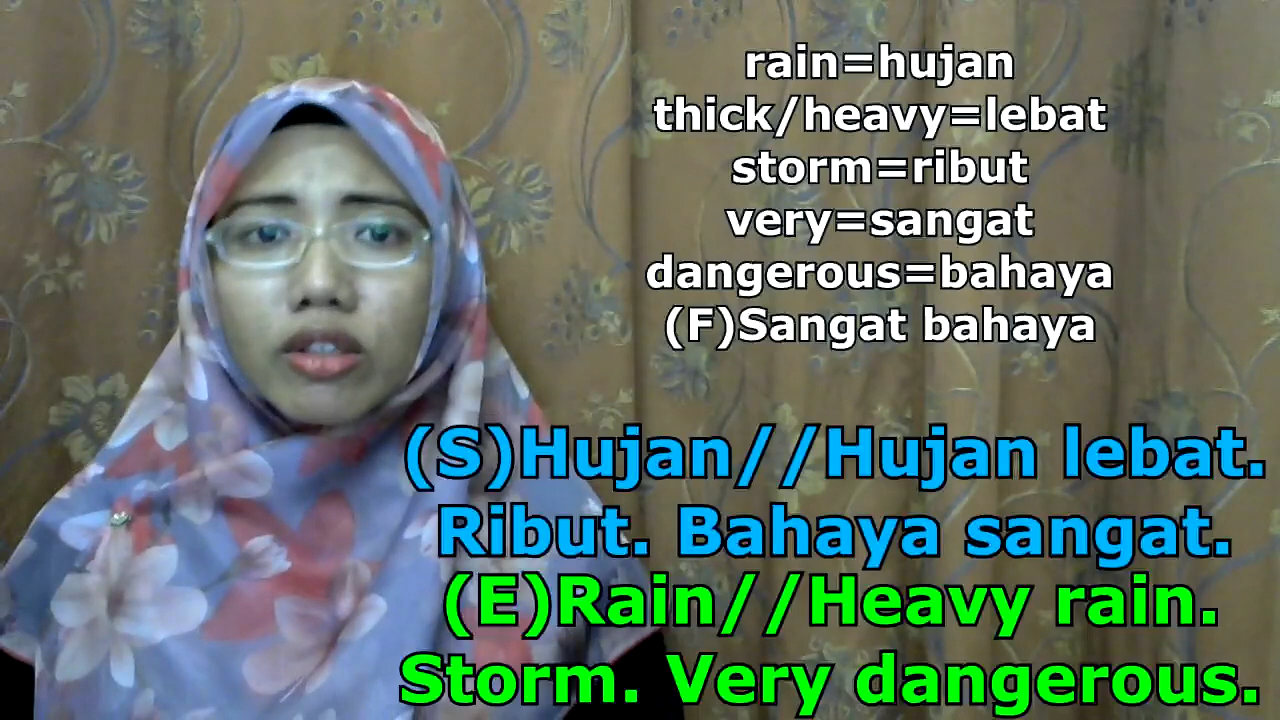 rain=hujan
thick/heavy=lebat
storm=ribut
very=sangat
dangerous=bahaya
(F)Sangat bahaya
(S)Hujan//Hujan lebat.
Ribut. Bahaya sangat.
(E)Rain//Heavy rain.
Storm. Very dangerous.